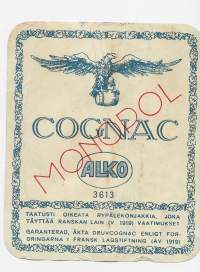 MONOPOL
COGNAC
ALKO
3613
TAATUSTI OIKEATA RYPÄLEKONJAKKIA, JOKA
TÄYTTÄÄ RANSKAN LAIN (V. 1919) VAATIMUKSET
GARANTERAD, ÄKTA DRUVCOGNAC ENLIGT FOR-
DRINGARNA I FRANSK LAGSTIFTNING (AV 1919)